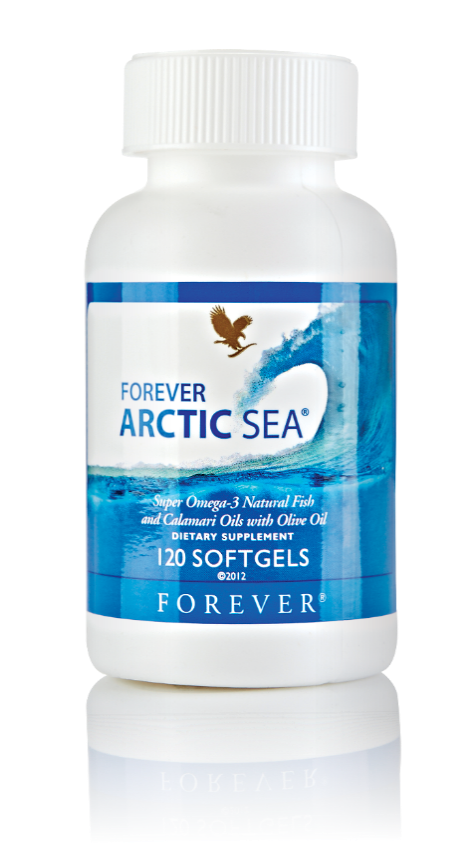 FOREVER
ARCTIC SEA®
Super Omega-3 Natural Fish
and Calamari Oils with Olive Oil
DIETARY SUPPLEMENT
120 SOFTGELS
©2012
FOREVER®
FOREVER